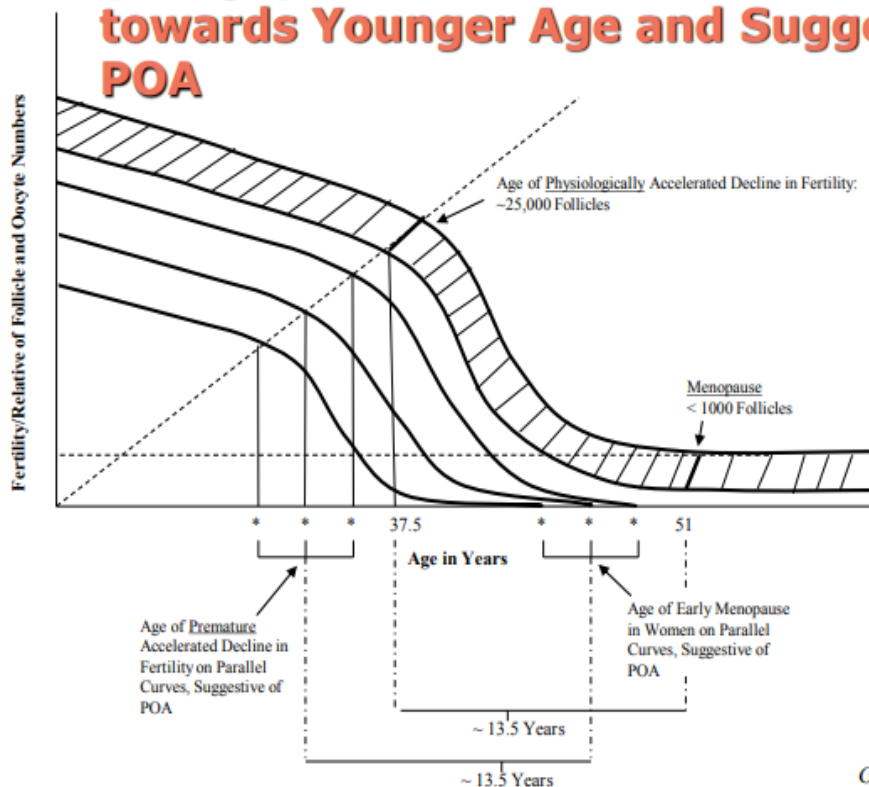 towards Younger Age and Sugge
POA
Fertility/Relative of Follicle and Oocyte Numbers
Age of Physiologically Accelerated Decline in Fertility:
~25,000 Follicles
Menopause
< 1000 Follicles
* * * 37.5 * * * 51
Age in Years
Age of Premature
Accelerated Decline in
Fertility on Parallel
Curves, Suggestive of
POA
Age of Early Menopause
in Women on Parallel
Curves, Suggestive of
POA
~ 13.5 Years
~ 13.5 Years